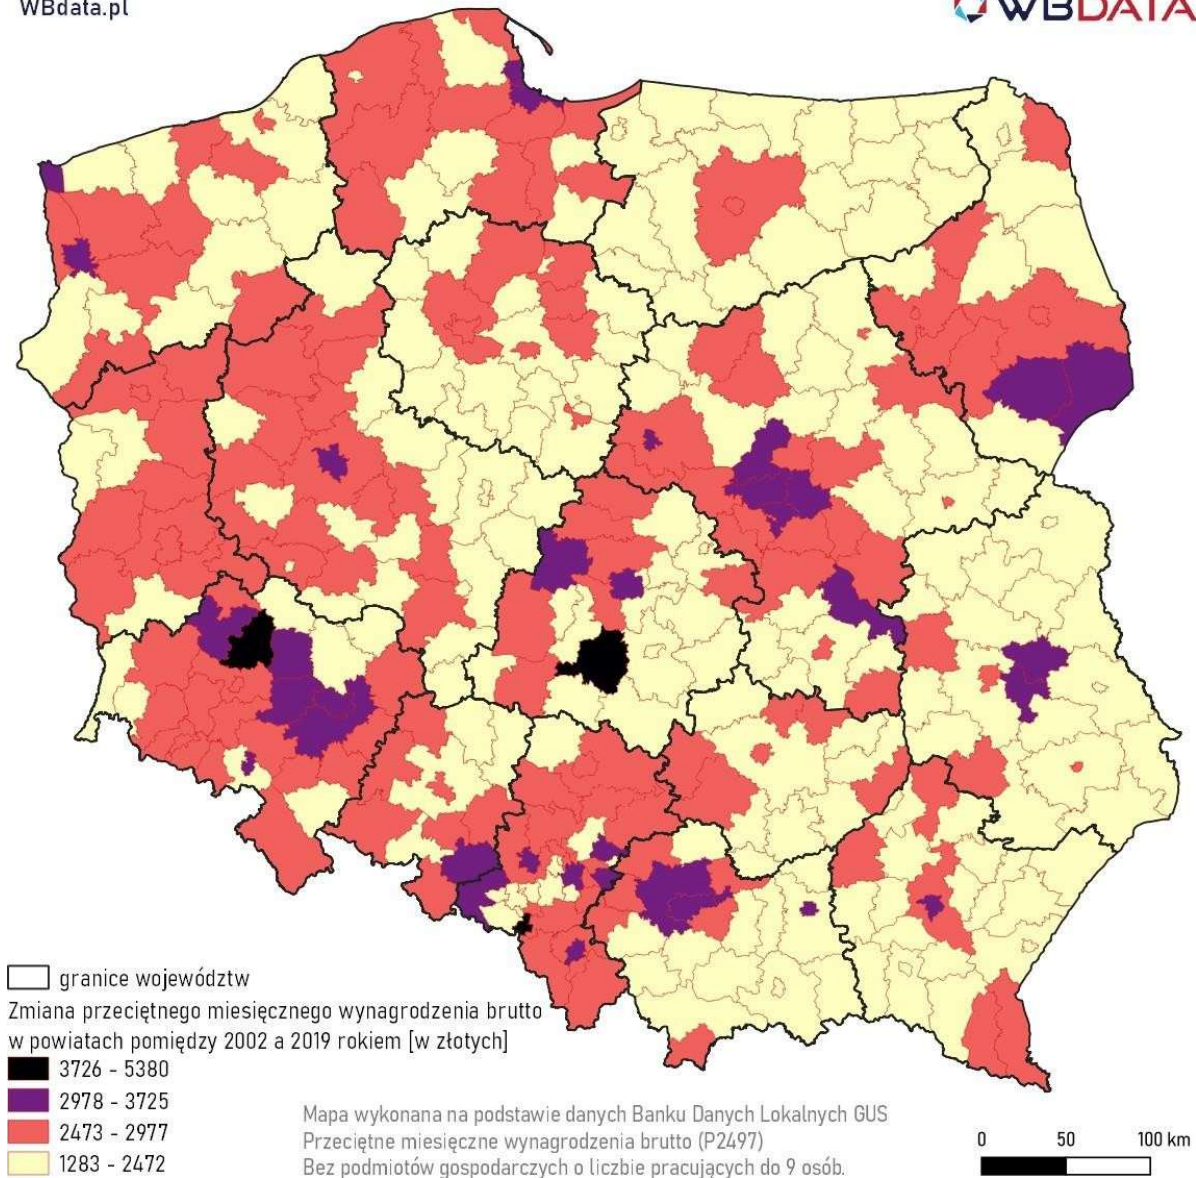 WBdata.pl
WBDATA
granice województw
Zmiana przeciętnego miesięcznego wynagrodzenia brutto
w powiatach pomiędzy 2002 a 2019 rokiem [w złotych]
3726 - 5380
2978 - 3725
2473 - 2977
1283 - 2472
Mapa wykonana na podstawie danych Banku Danych Lokalnych GUS
Przeciętne miesięczne wynagrodzenia brutto (P2497)
Bez podmiotów gospodarczych o liczbie pracujących do 9 osób.
0 50 100 km